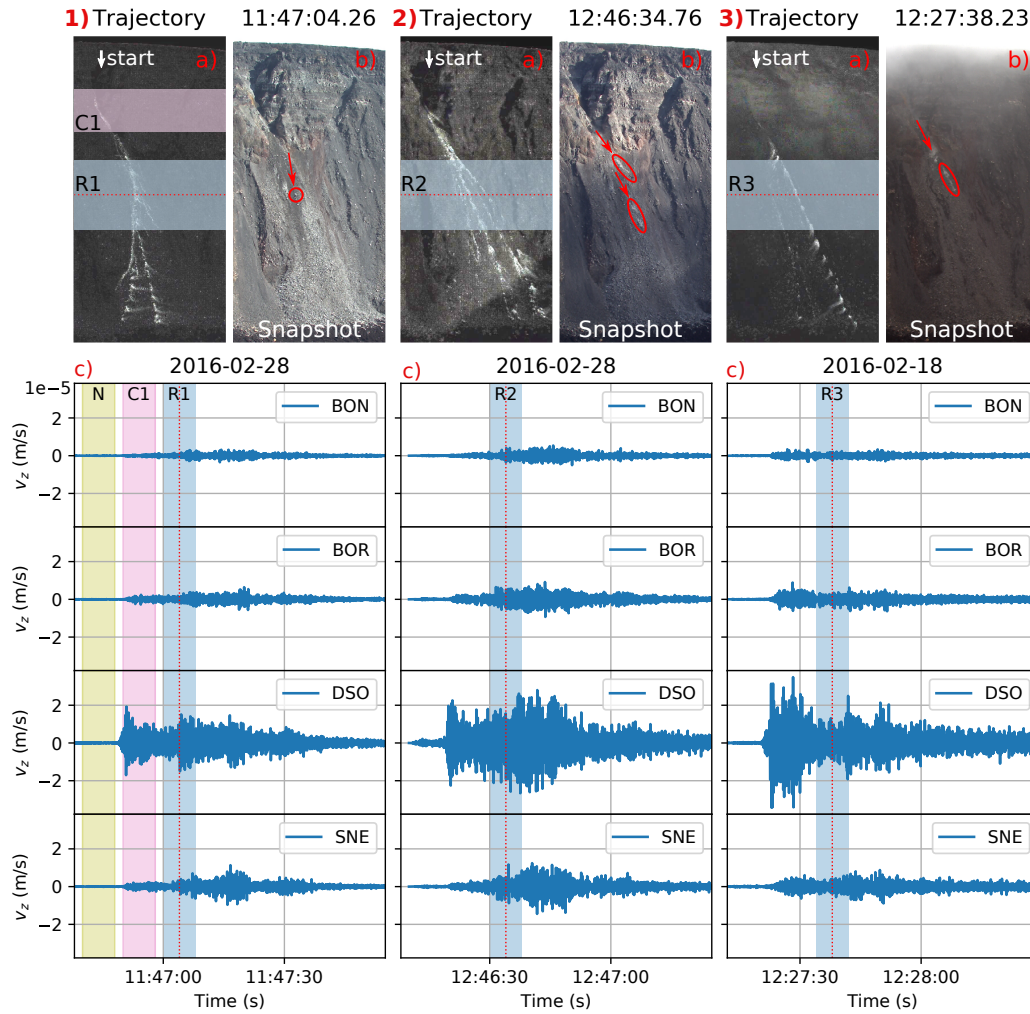 1) Trajectory 11:47:04.26 2) Trajectory 12:46:34.76 3) Trajectory 12:27:38.23
start a) b) start a) b) start a) b)
C1
R1 R2 R3
Snapshot Snapshot Snapshot
c) 2016-02-28 2016-02-28 c) 2016-02-18
1e-5 N C1 R1 BON R2 BON R3 BON
2
0
−2
v_z (m/s)
BOR BOR BOR
2
0
−2
v_z (m/s)
DSO DSO DSO
2
0
−2
v_z (m/s)
SNE SNE SNE
2
0
−2
v_z (m/s)
11:47:00 11:47:30 12:46:30 12:47:00 12:27:30 12:28:00
Time (s) Time (s) Time (s)